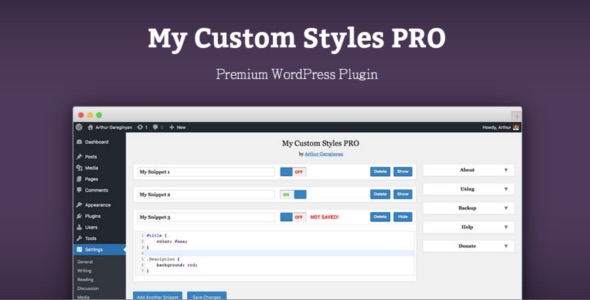 My Custom Styles PRO
Premium WordPress Plugin
Arthur Gareginyan
1
0
+ New
Howdy, Arthur
Dashboard
Posts
Media
Pages
Comments
Appearance
Plugins
Users
Tools
Settings
General
Writing
Reading
Discussion
Media
My Custom Styles PRO
by Arthur Gareginyan
My Snippet 1
OFF
Delete
Show
My Snippet 2
ON
Delete
Show
My Snippet 3
OFF
NOT SAVED!
Delete
Hide
1 #title {
2 color: #aaa;
3 }
4
5 .Description {
6 background: red;
7 }
Add Another Snippet
Save Changes
About
Using
Backup
Help
Donate